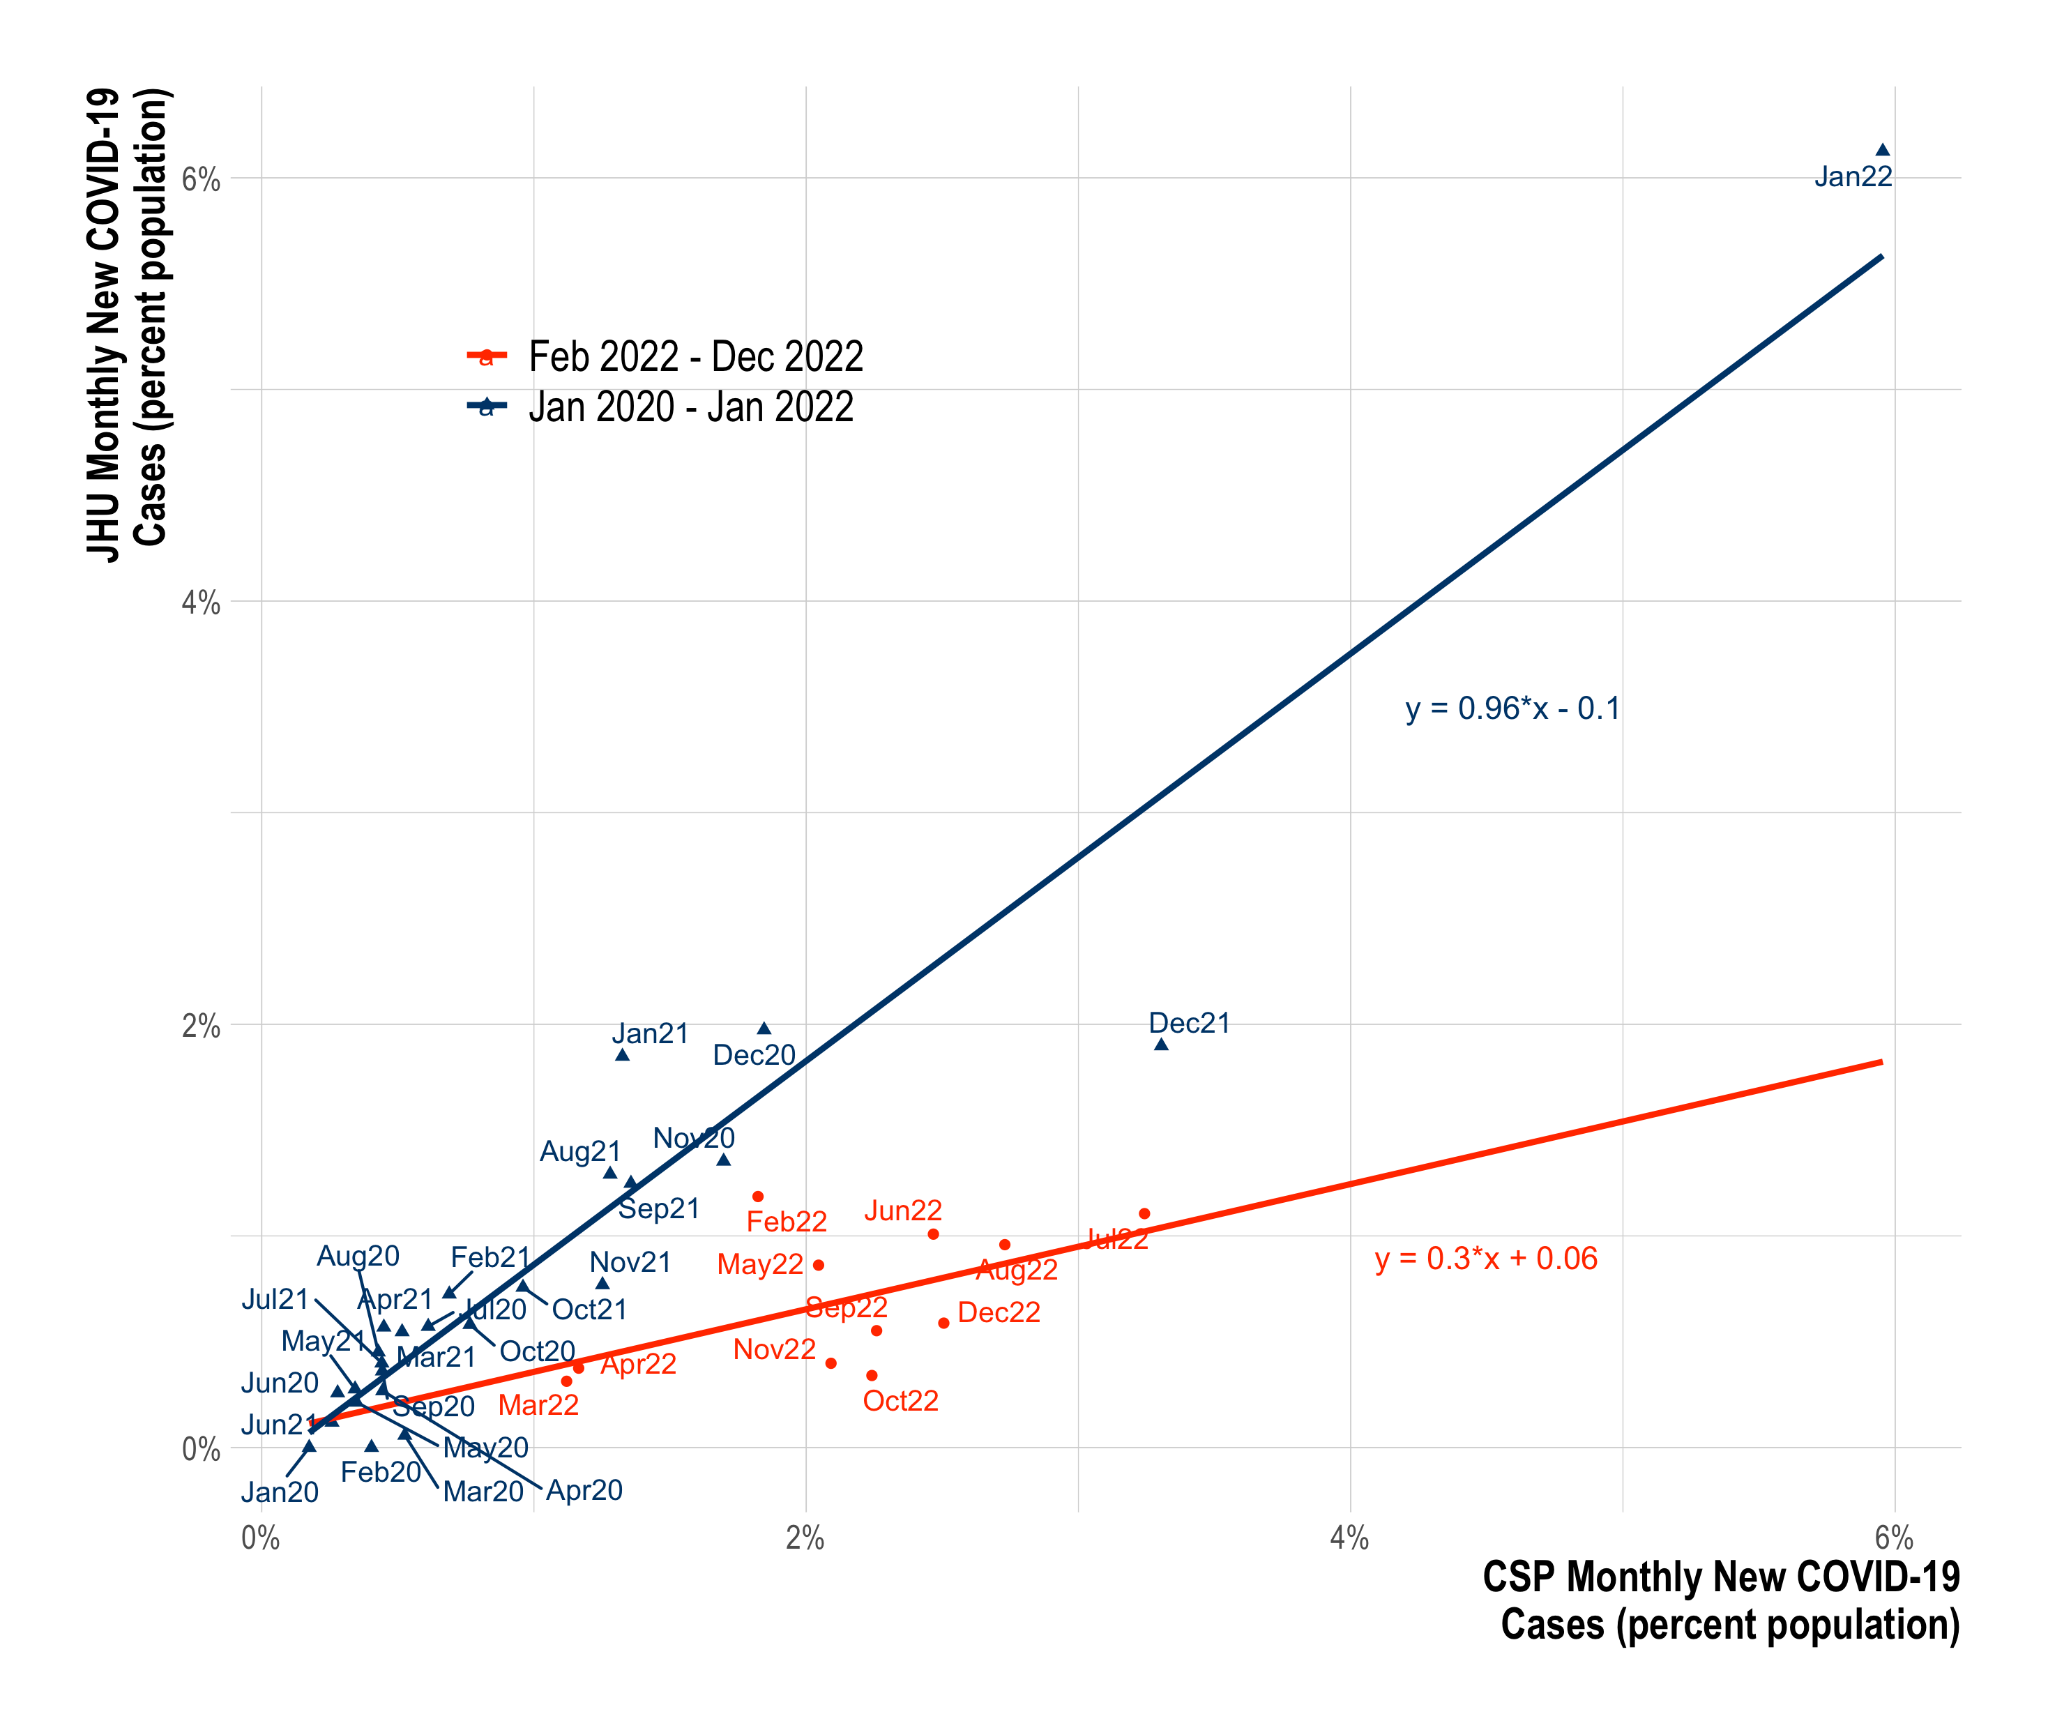 JHU Monthly New COVID-19
Cases (percent population)
6%
4%
2%
0%
a Feb 2022 - Dec 2022
a Jan 2020 - Jan 2022
Jan22
y = 0.96*x - 0.1
Jan21
Dec20
Dec21
Nov20
Aug21
Sep21
Feb22
Jun22
Jul22
May22
Aug22
y = 0.3*x + 0.06
Aug20
Feb21
Nov21
Jul21
Apr21
Jul20
Oct21
Sep22
Dec22
May21
Mar21
Oct20
Nov22
Apr22
Jun20
Sep20
Mar22
Oct22
Jun21
May20
Feb20
Jan20
Mar20
Apr20
0%
2%
4%
6%
CSP Monthly New COVID-19
Cases (percent population)